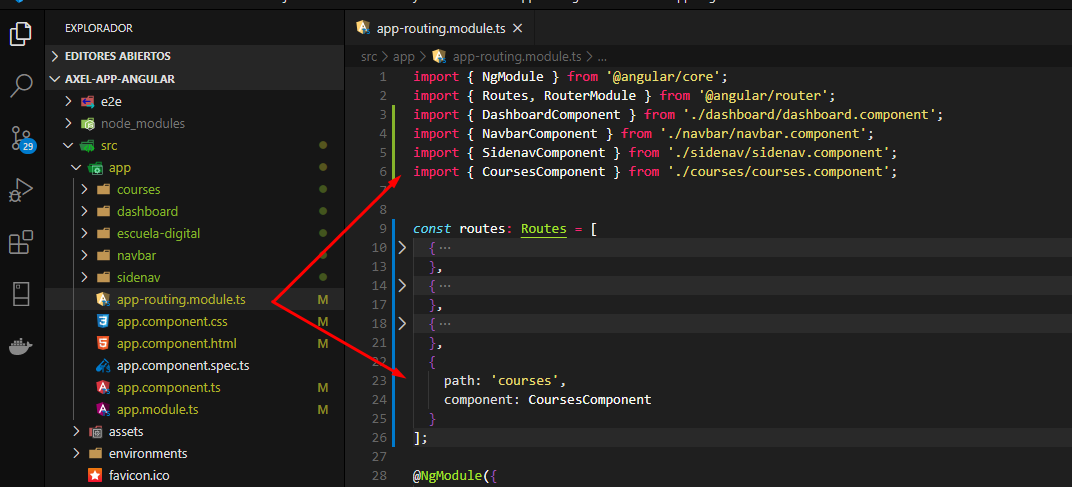 EXPLORADOR
EDITORES ABIERTOS
AXEL-APP-ANGULAR
e2e
node_modules
src
app
courses
dashboard
escuela-digital
navbar
sidenav
app-routing.module.ts M
app.component.css M
app.component.html M
app.component.spec.ts
app.component.ts M
app.module.ts M
assets
environments
favicon.ico
29
app-routing.module.ts
src > app > app-routing.module.ts > ...
1 import { NgModule } from '@angular/core';
2 import { Routes, RouterModule } from '@angular/router';
3 import { DashboardComponent } from './dashboard/dashboard.component';
4 import { NavbarComponent } from './navbar/navbar.component';
5 import { SidenavComponent } from './sidenav/sidenav.component';
6 import { CoursesComponent } from './courses/courses.component';
7
8
9 const routes: Routes = [
10 { ...
13 },
14 { ...
17 },
18 { ...
21 },
22 {
23 path: 'courses',
24 component: CoursesComponent
25 }
26 ];
27
28 @NgModule({